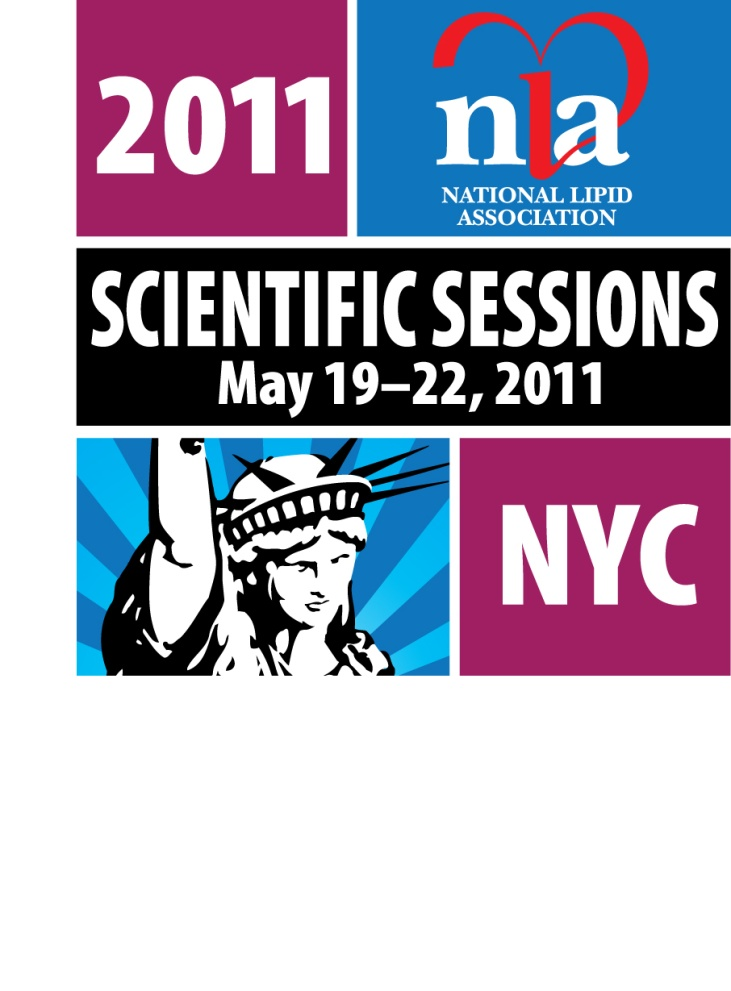 2011
nla
NATIONAL LIPID
ASSOCIATION
SCIENTIFIC SESSIONS
May 19–22, 2011
NYC